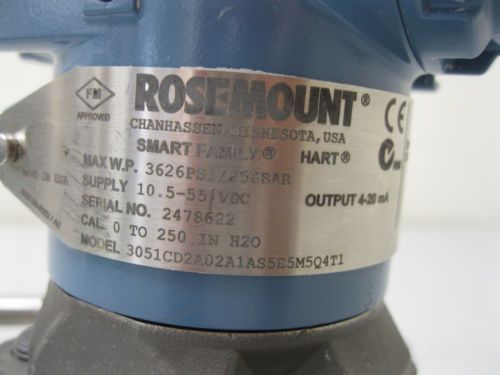 FM
APPROVED
ROSEMOUNT®
CHANHASSEN, MINNESOTA, USA
SMART FAMILY® HART®
MAX W.P. 3626PSI/250BAR
SUPPLY 10.5-55 VDC
OUTPUT 4-20 mA
SERIAL NO. 2478622
CAL. 0 TO 250 IN H2O
MODEL 3051CD2A02A1AS5E5M5Q4T1
CE